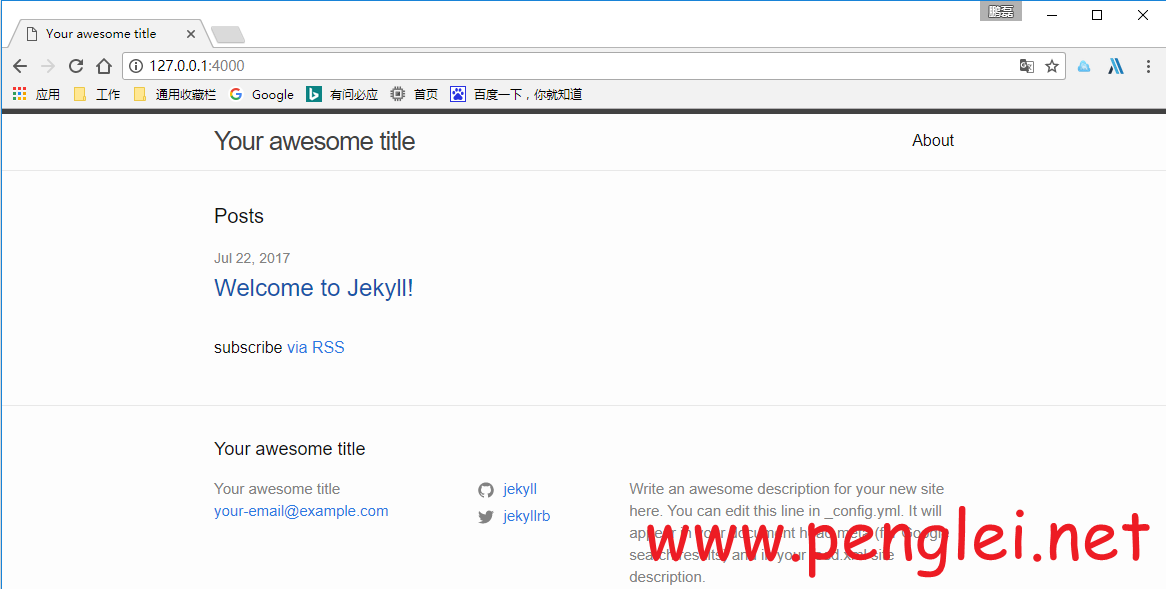 鹏磊
Your awesome title
127.0.0.1:4000
应用 工作 通用收藏栏 Google 有问必应 首页 百度一下，你就知道
Your awesome title About
Posts
Jul 22, 2017
Welcome to Jekyll!
subscribe via RSS
Your awesome title
Your awesome title
your-email@example.com
jekyll
jekyllrb
Write an awesome description for your new site
here. You can edit this line in _config.yml. It will
appear in your document head meta (for Google
search results) and in your feed.xml site
description.
www.penglei.net